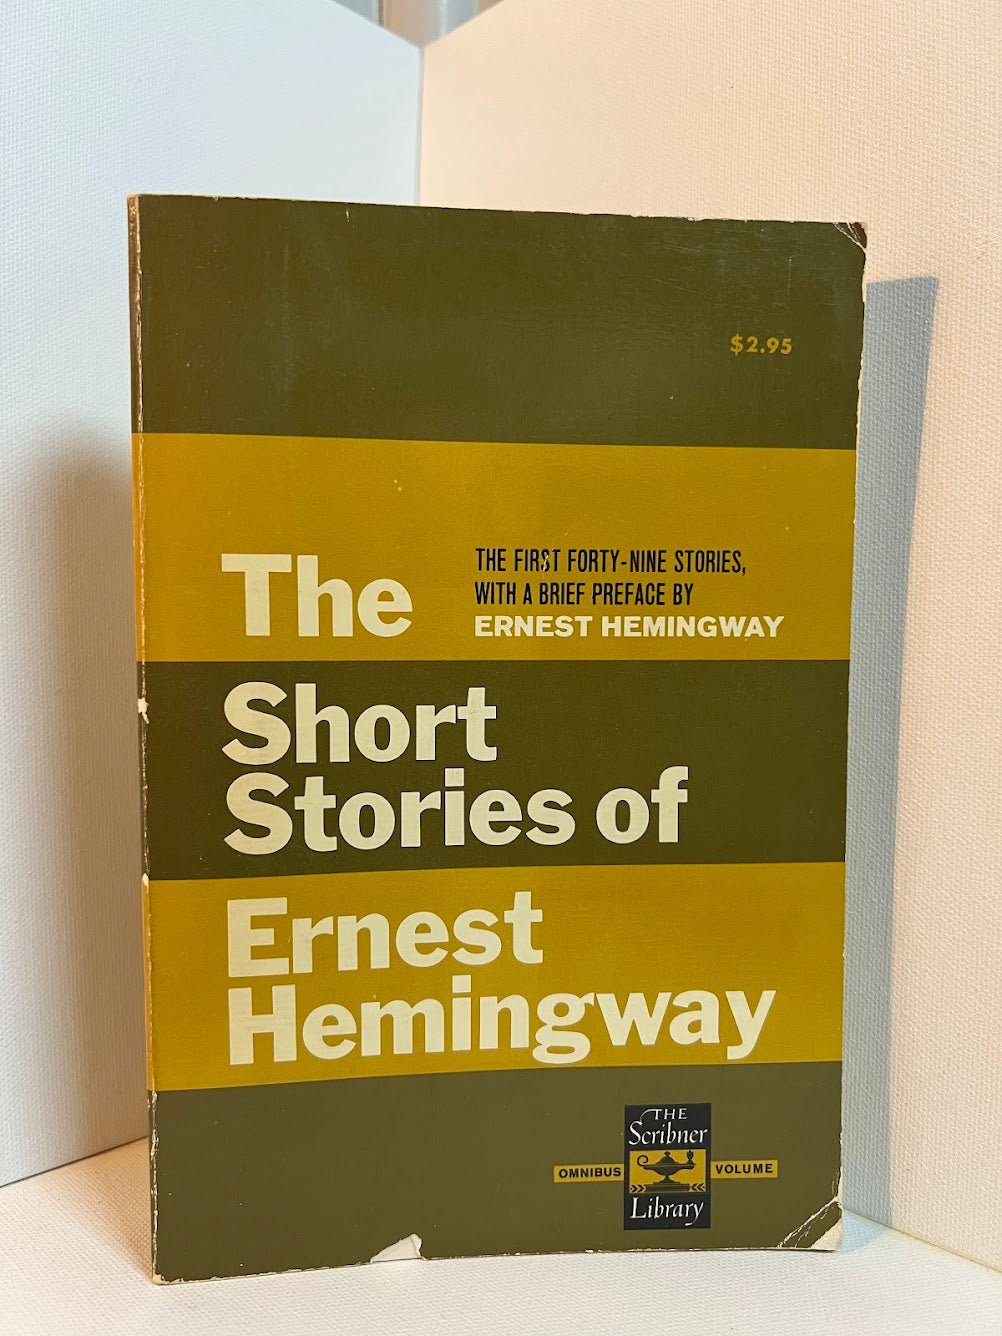 $2.95
The
THE FIRST FORTY-NINE STORIES,
WITH A BRIEF PREFACE BY
ERNEST HEMINGWAY
Short
Stories of
Ernest
Hemingway
THE
Scribner
OMNIBUS VOLUME
Library